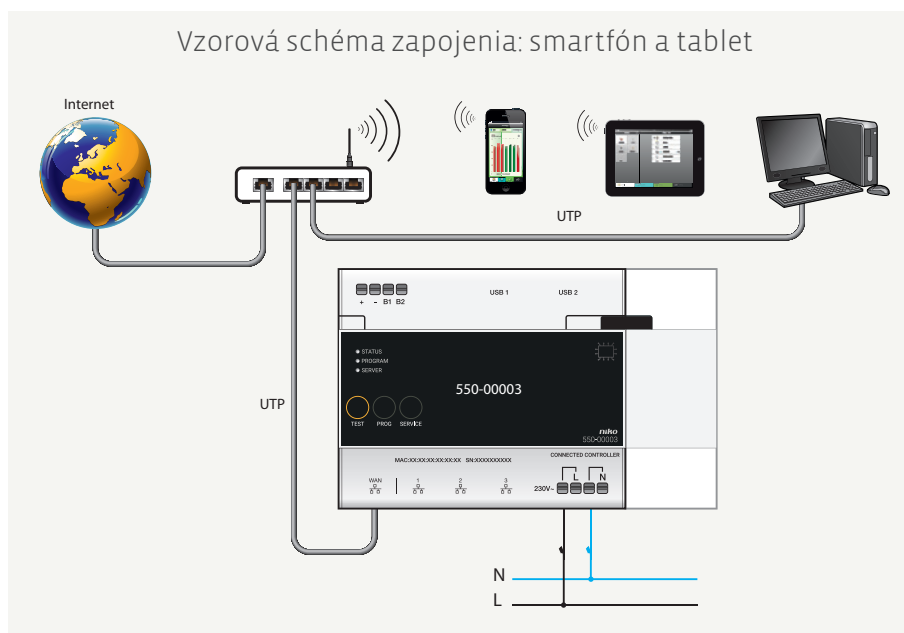 Vzorová schéma zapojenia: smartfón a tablet
Internet
UTP
+ - B1 B2
USB 1
USB 2
STATUS
PROGRAM
SERVER
550-00003
UTP
TEST PROG SERVICE
niko
550-00003
CONNECTED CONTROLLER
MAC:XX:XX:XX:XX:XX:XX SN:XXXXXXXXXX
WAN 1 2 3
L N
230V~
N
L